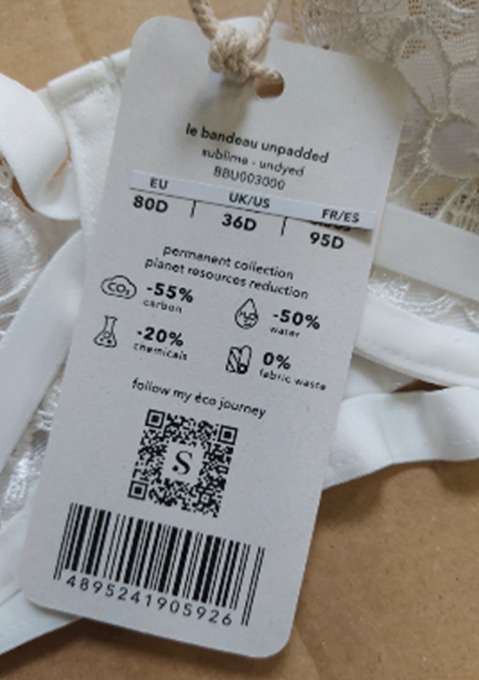 le bandeau unpadded
sublime - undyed
BBU003000
EU UK/US FR/ES
80D 36D 95D
permanent collection
planet resources reduction
CO₂ -55% carbon
H₂O -50% water
-20% chemicals
0% fabric waste
follow my éco journey
S
4895241905926